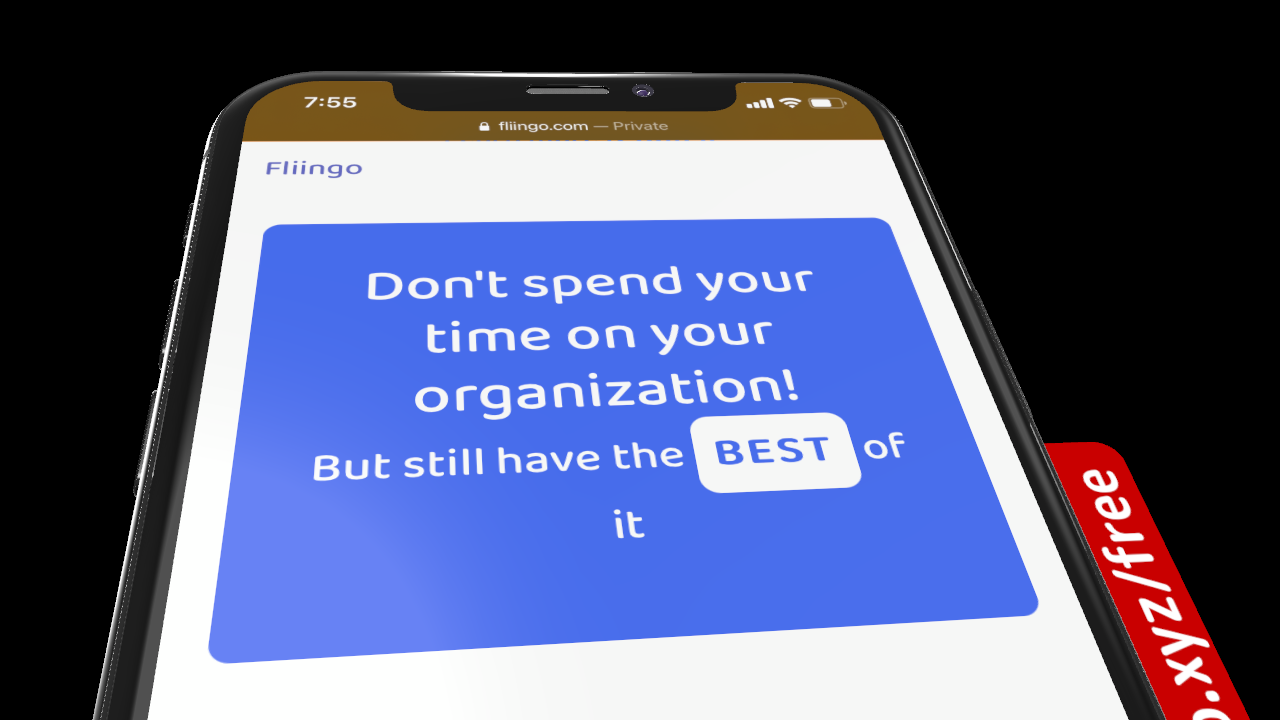 7:55
fliingo.com — Private
Fliingo
Don't spend your
time on your
organization!
But still have the BEST of
it
.xyz/free